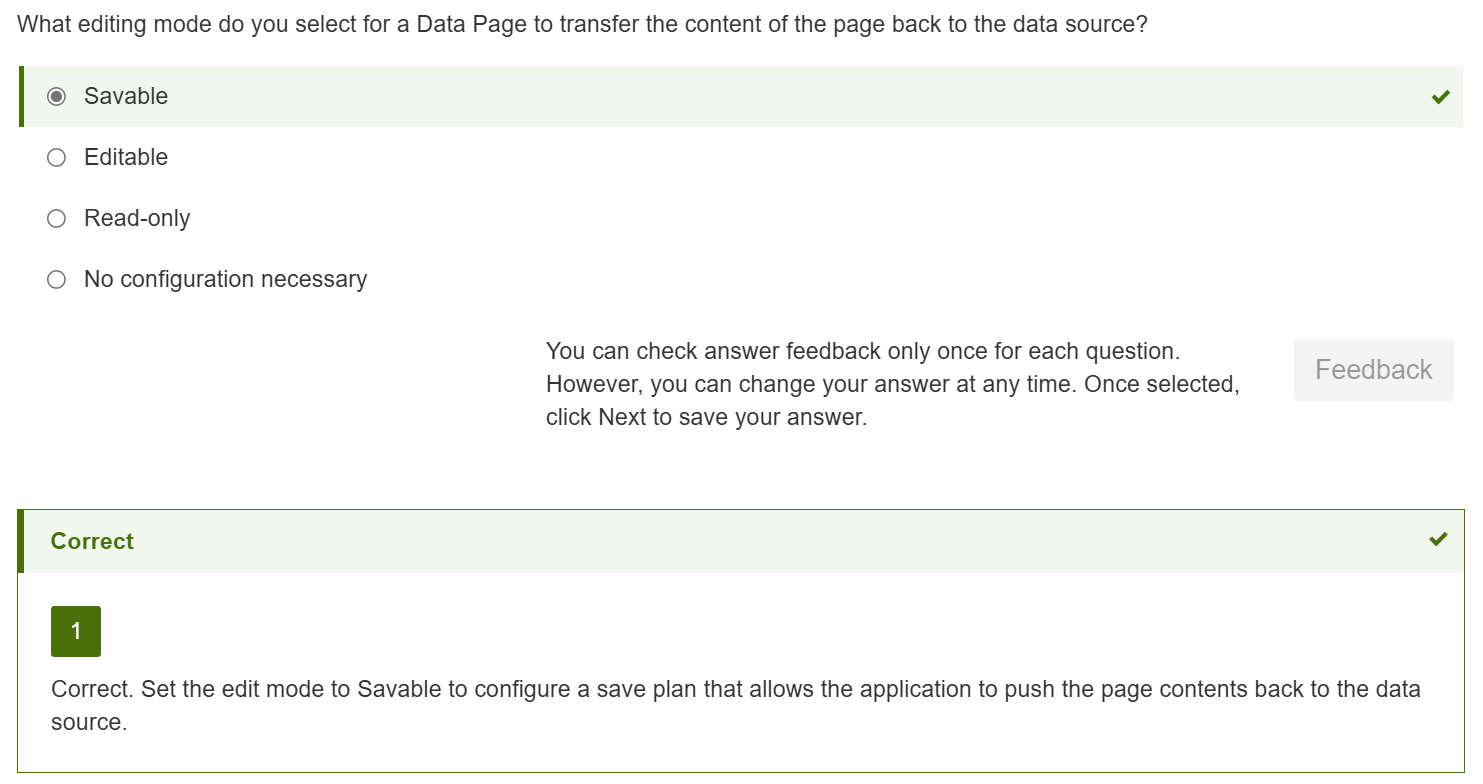 What editing mode do you select for a Data Page to transfer the content of the page back to the data source?
Savable
Editable
Read-only
No configuration necessary
You can check answer feedback only once for each question.
However, you can change your answer at any time. Once selected,
click Next to save your answer.
Feedback
Correct
1
Correct. Set the edit mode to Savable to configure a save plan that allows the application to push the page contents back to the data
source.